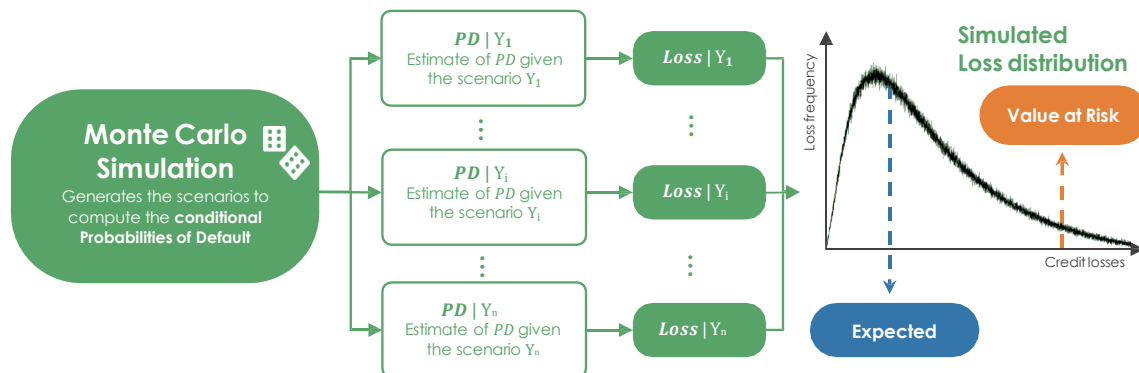 Monte Carlo
Simulation
Generates the scenarios to
compute the conditional
Probabilities of Default
PD | Y₁
Estimate of PD given
the scenario Y₁
PD | Yᵢ
Estimate of PD given
the scenario Yᵢ
PD | Yₙ
Estimate of PD given
the scenario Yₙ
Loss | Y₁
Loss | Yᵢ
Loss | Yₙ
Simulated
Loss distribution
Loss frequency
Value at Risk
Credit losses
Expected